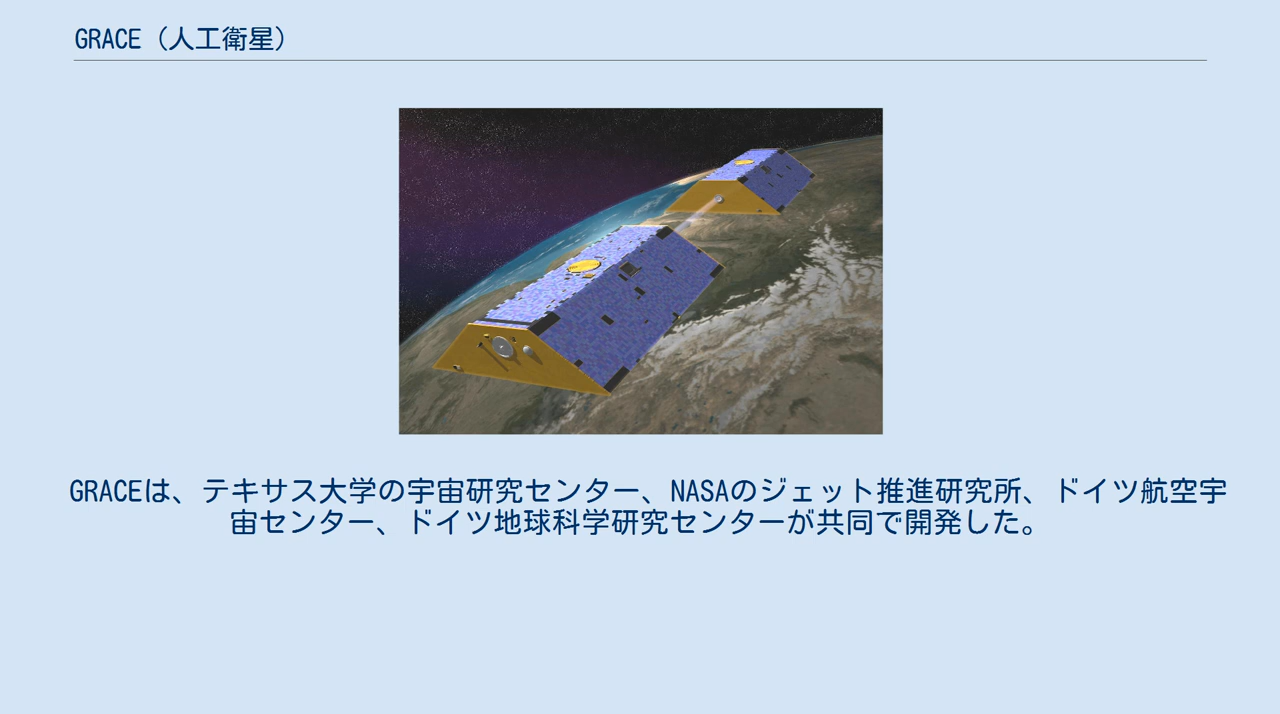 GRACE（人工衛星）
GRACEは、テキサス大学の宇宙研究センター、NASAのジェット推進研究所、ドイツ航空宇
宙センター、ドイツ地球科学研究センターが共同で開発した。